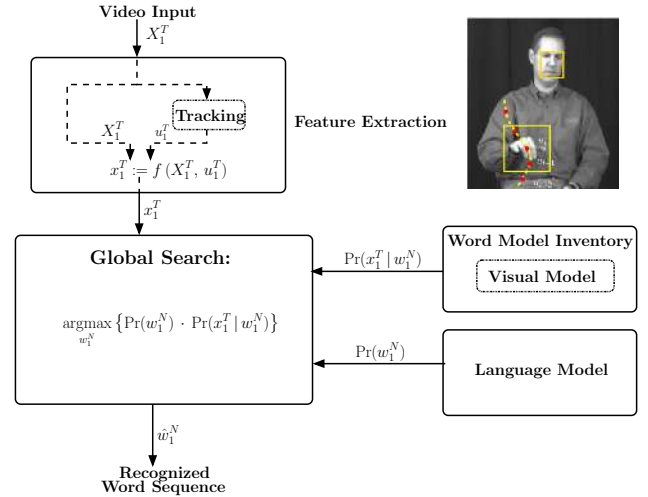 Video Input
X_1^T
Tracking
X_1^T
u_1^T
x_1^T := f (X_1^T, u_1^T)
Feature Extraction
x_1^T
Global Search:
argmax {Pr(w_1^N) · Pr(x_1^T | w_1^N)}
w_1^N
Pr(x_1^T | w_1^N)
Word Model Inventory
Visual Model
Pr(w_1^N)
Language Model
ŵ_1^N
Recognized
Word Sequence